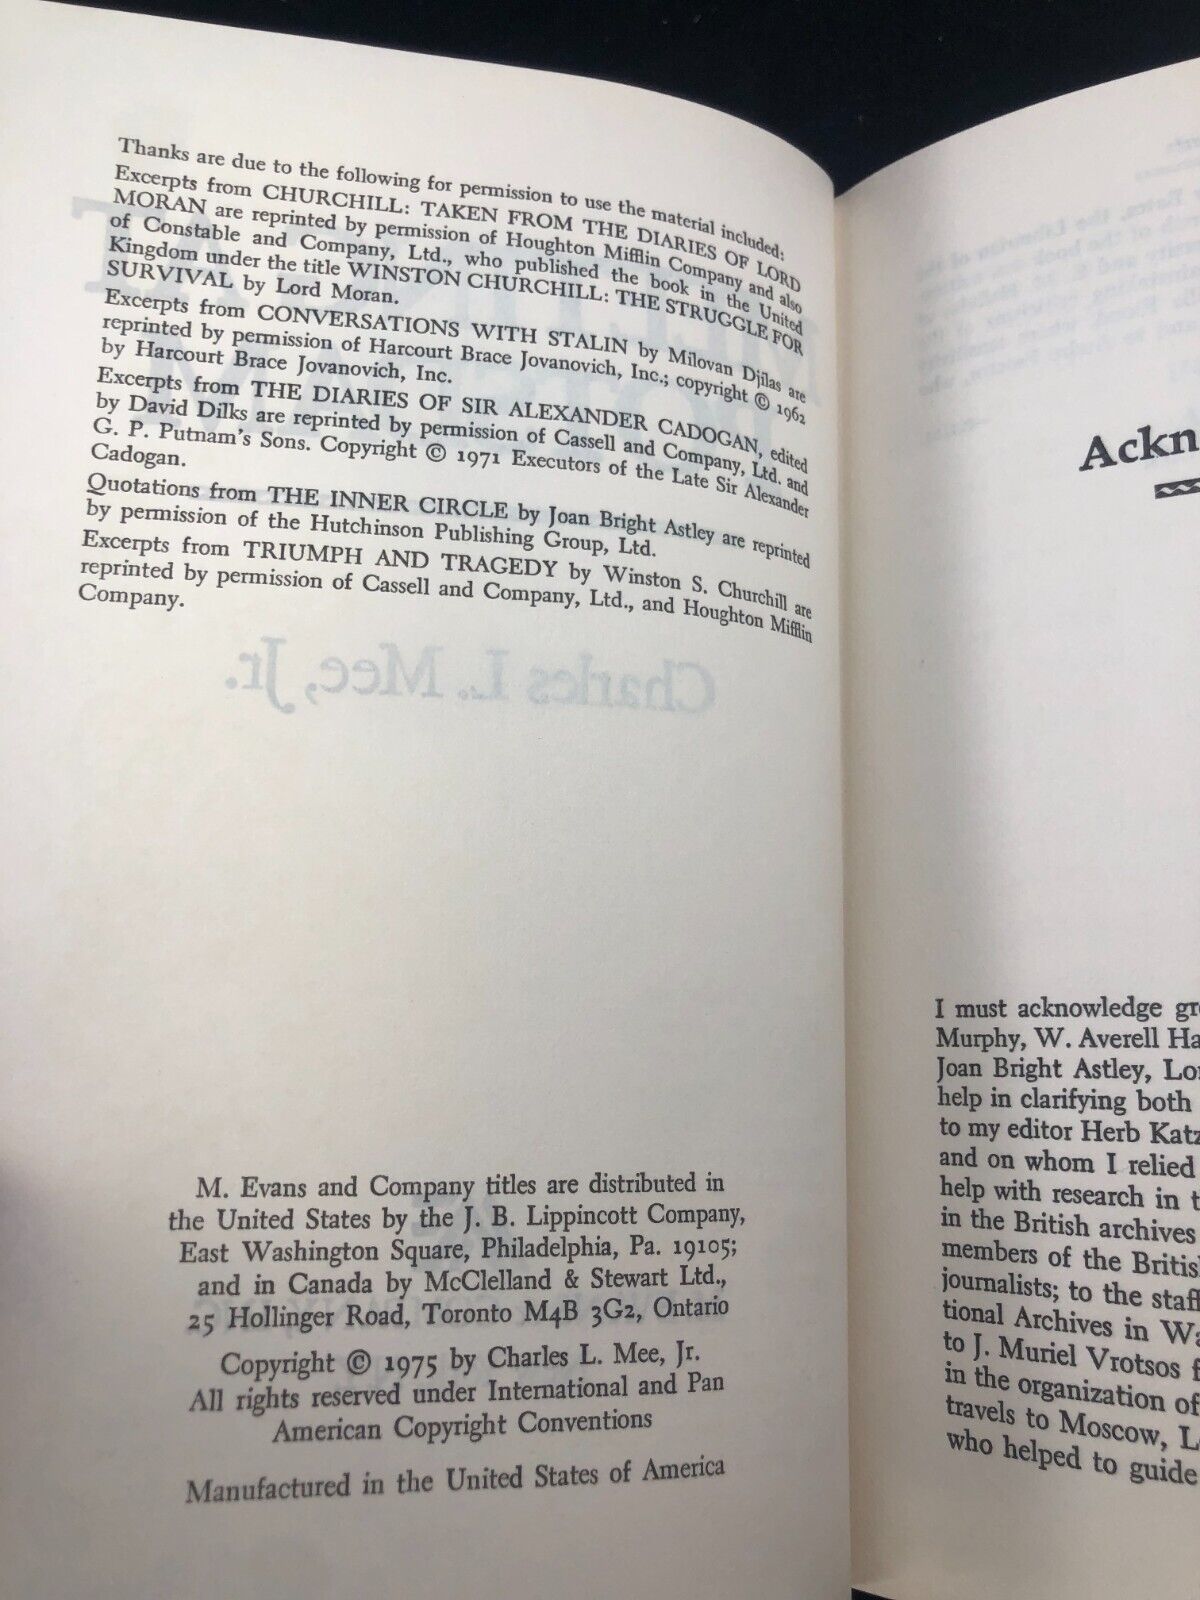 Thanks are due to the following for permission to use the material included:
Excerpts from CHURCHILL: TAKEN FROM THE DIARIES OF LORD
MORAN are reprinted by permission of Houghton Mifflin Company and also
of Constable and Company, Ltd., who published the book in the United
Kingdom under the title WINSTON CHURCHILL: THE STRUGGLE FOR
SURVIVAL by Lord Moran.
Excerpts from CONVERSATIONS WITH STALIN by Milovan Djilas are
reprinted by permission of Harcourt Brace Jovanovich, Inc.; copyright © 1962
by Harcourt Brace Jovanovich, Inc.
Excerpts from THE DIARIES OF SIR ALEXANDER CADOGAN, edited
by David Dilks are reprinted by permission of Cassell and Company, Ltd. and
G. P. Putnam's Sons. Copyright © 1971 Executors of the Late Sir Alexander
Cadogan.
Quotations from THE INNER CIRCLE by Joan Bright Astley are reprinted
by permission of the Hutchinson Publishing Group, Ltd.
Excerpts from TRIUMPH AND TRAGEDY by Winston S. Churchill are
reprinted by permission of Cassell and Company, Ltd., and Houghton Mifflin
Company.
Charles L. Mee, Jr.
M. Evans and Company titles are distributed in
the United States by the J. B. Lippincott Company,
East Washington Square, Philadelphia, Pa. 19105;
and in Canada by McClelland & Stewart Ltd.,
25 Hollinger Road, Toronto M4B 3G2, Ontario
Copyright © 1975 by Charles L. Mee, Jr.
All rights reserved under International and Pan
American Copyright Conventions
Manufactured in the United States of America
Ackn
I must acknowledge gr
Murphy, W. Averell Ha
Joan Bright Astley, Lor
help in clarifying both
to my editor Herb Katz
and on whom I relied
help with research in t
in the British archives
members of the British
journalists; to the staff
tional Archives in Wa
to J. Muriel Vrotsos f
in the organization of
travels to Moscow, L
who helped to guide